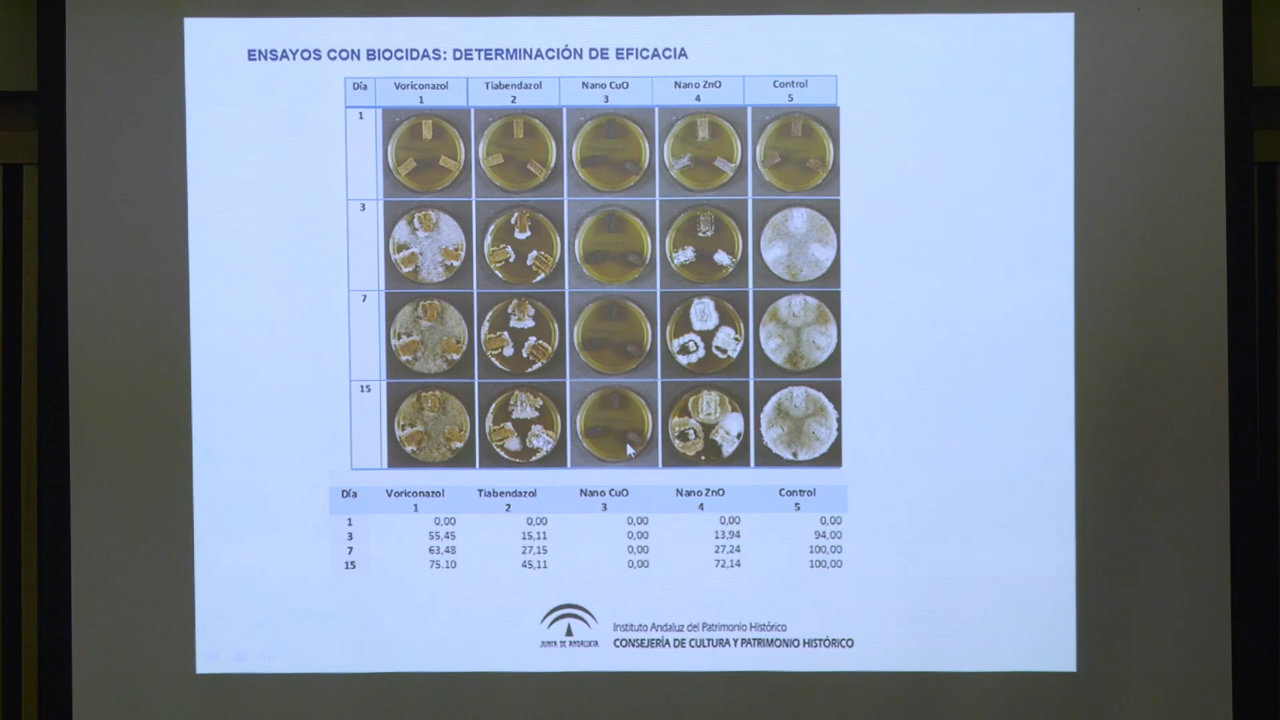 ENSAYOS CON BIOCIDAS: DETERMINACIÓN DE EFICACIA
Día Voriconazol Tiabendazol Nano CuO Nano ZnO Control
1 2 3 4 5
1
3
7
15
Día Voriconazol Tiabendazol Nano CuO Nano ZnO Control
1 2 3 4 5
1 0,00 0,00 0,00 0,00 0,00
3 55,45 15,11 0,00 13,94 94,00
7 63,48 27,15 0,00 27,24 100,00
15 75.10 45,11 0,00 72,14 100,00
JUNTA DE ANDALUCIA
Instituto Andaluz del Patrimonio Histórico
CONSEJERÍA DE CULTURA Y PATRIMONIO HISTÓRICO